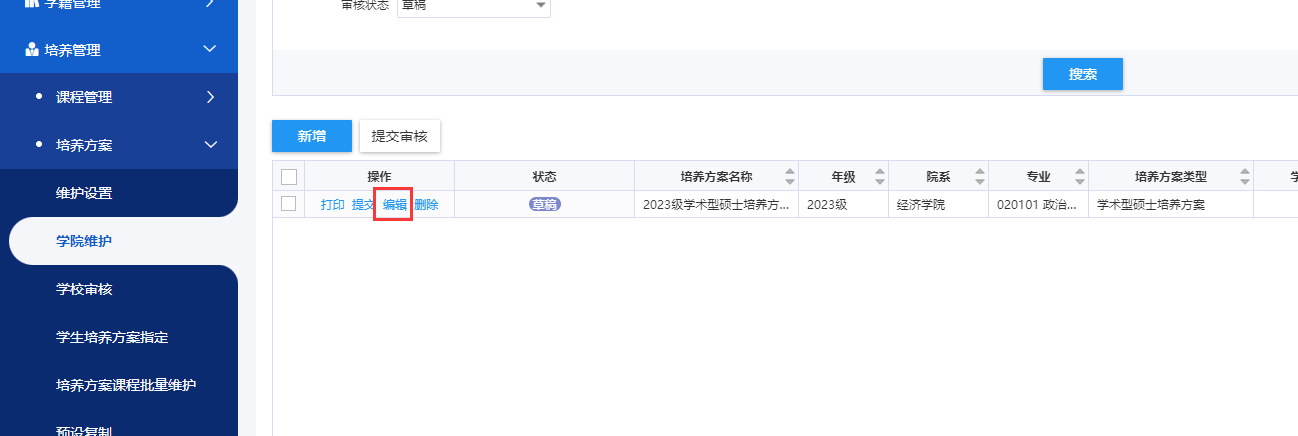 学籍管理
培养管理
课程管理
培养方案
维护设置
学院维护
学校审核
学生培养方案指定
培养方案课程批量维护
预设复制
审核状态 草稿
搜索
新增 提交审核
操作 状态 培养方案名称 年级 院系 专业 培养方案类型
打印 提交 编辑 删除 草稿 2023级学术型硕士培养方... 2023级 经济学院 020101 政治... 学术型硕士培养方案